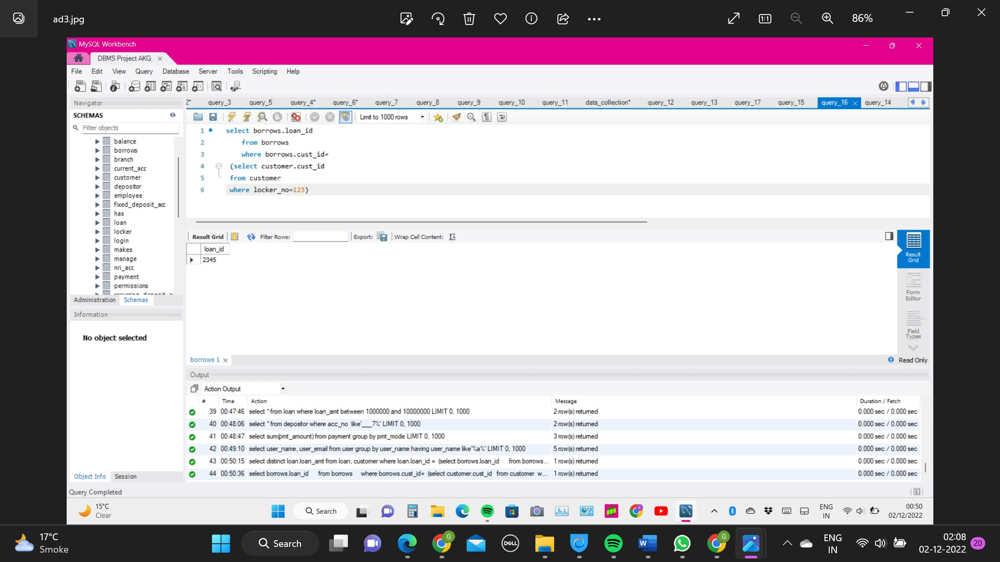 ad3.jpg
86%
MySQL Workbench
DBMS Project AKG
File Edit View Query Database Server Tools Scripting Help
Navigator
SCHEMAS
Filter objects
balance
borrows
branch
current_acc
customer
depositor
employee
fixed_deposit_acc
has
loan
locker
login
makes
manage
nri_acc
payment
permissions
Administration Schemas
Information
No object selected
Object Info Session
Query Completed
2* query_3 query_5 query_4* query_6* query_7 query_8 query_9 query_10 query_11 data_collection* query_12 query_13 query_17 query_15 query_16 query_14
Limit to 1000 rows
1 select borrows.loan_id
2 from borrows
3 where borrows.cust_id=
4 (select customer.cust_id
5 from customer
6 where locker_no=123)
Result Grid Filter Rows: Export: Wrap Cell Content:
loan_id
2345
Result Grid
Form Editor
Field Types
borrows 1
Read Only
Output
Action Output
# Time Action Message Duration / Fetch
39 00:47:46 select * from loan where loan_amt between 1000000 and 10000000 LIMIT 0, 1000 2 row(s) returned 0.000 sec / 0.000 sec
40 00:48:06 select * from depositor where acc_no like'___7%' LIMIT 0, 1000 2 row(s) returned 0.000 sec / 0.000 sec
41 00:48:47 select sum(pmt_amount) from payment group by pmt_mode LIMIT 0, 1000 3 row(s) returned 0.000 sec / 0.000 sec
42 00:49:10 select user_name, user_email from user group by user_name having user_name like'%a%' LIMIT 0, 1000 5 row(s) returned 0.000 sec / 0.000 sec
43 00:50:15 select distinct loan.loan_amt from loan, customer where loan.loan_id = (select borrows.loan_id from borrows... 1 row(s) returned 0.000 sec / 0.000 sec
44 00:50:36 select borrows.loan_id from borrows where borrows.cust_id= (select customer.cust_id from customer w... 1 row(s) returned 0.000 sec / 0.000 sec
15°C
Clear
Search
ENG
IN
00:50
02/12/2022
17°C
Smoke
Search
DELL
ENG
IN
02:08
02-12-2022
20